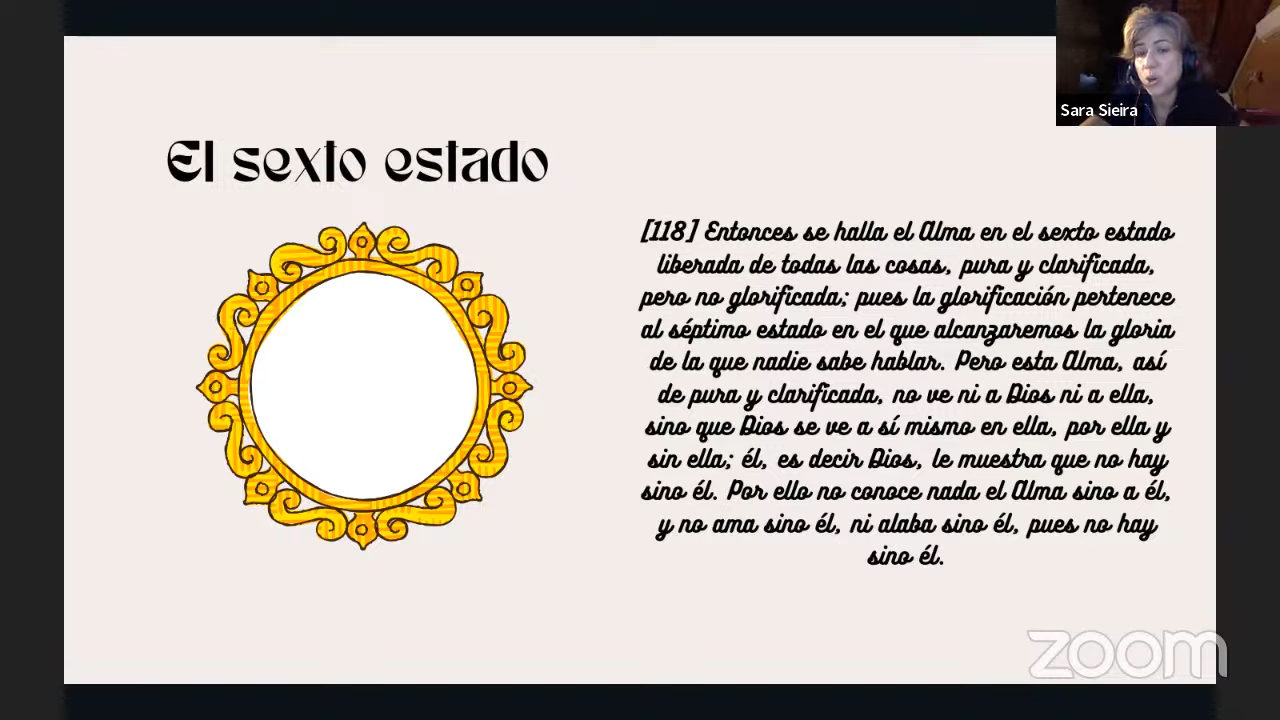 Sara Sieira
El sexto estado
[118] Entonces se halla el Alma en el sexto estado
liberada de todas las cosas, pura y clarificada,
pero no glorificada; pues la glorificación pertenece
al séptimo estado en el que alcanzaremos la gloria
de la que nadie sabe hablar. Pero esta Alma, así
de pura y clarificada, no ve ni a Dios ni a ella,
sino que Dios se ve a sí mismo en ella, por ella y
sin ella; él, es decir Dios, le muestra que no hay
sino él. Por ello no conoce nada el Alma sino a él,
y no ama sino él, ni alaba sino él, pues no hay
sino él.
zoom